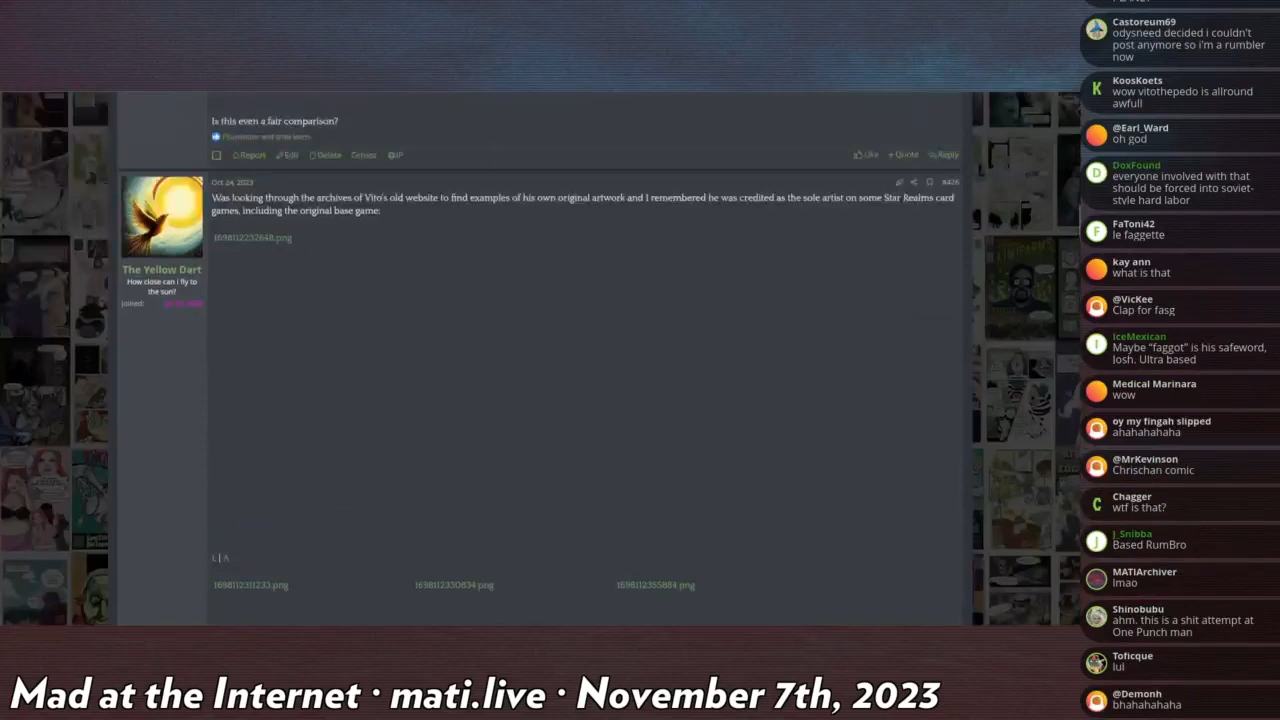 Is this even a fair comparison?
Report
Edit
Delete
IP
Like
+ Quote
Reply
Oct 24, 2023
#426
Was looking through the archives of Vito's old website to find examples of his own original artwork and I remembered he was credited as the sole artist on some Star Realms card
games, including the original base game:
1698112252648.png
The Yellow Dart
How close can i fly to
the sun?
Joined:
L | A
1698112311233.png
1698112330834.png
1698112355884.png
Castoreum69
odysneed decided i couldn't
post anymore so i'm a rumbler
now
K
KoosKoets
wow vitothepedo is allround
awfull
@Earl_Ward
oh god
D
DoxFound
everyone involved with that
should be forced into soviet-
style hard labor
F
FaToni42
le faggette
kay ann
what is that
@VicKee
Clap for fasg
I
IceMexican
Maybe "faggot" is his safeword,
Josh. Ultra based
Medical Marinara
wow
oy my fingah slipped
ahahahahaha
@MrKevinson
Chrischan comic
C
Chagger
wtf is that?
J
J_Snibba
Based RumBro
MATIArchiver
lmao
Shinobubu
ahm. this is a shit attempt at
One Punch man
Toficque
lul
@Demonh
bhahahahaha
Mad at the Internet · mati.live · November 7th, 2023